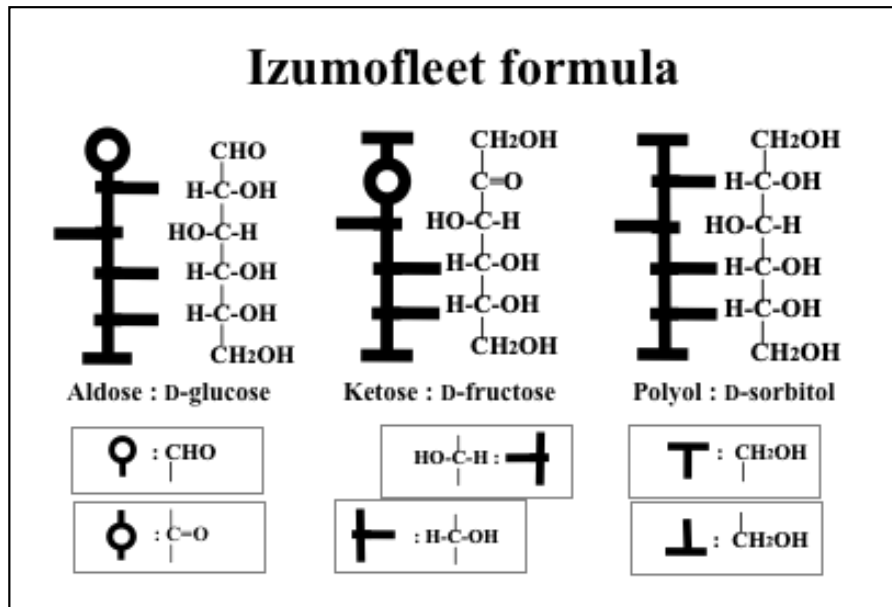 Izumofleet formula
CHO
H-C-OH
HO-C-H
H-C-OH
H-C-OH
CH2OH
CH2OH
C=O
HO-C-H
H-C-OH
H-C-OH
CH2OH
CH2OH
H-C-OH
HO-C-H
H-C-OH
H-C-OH
CH2OH
Aldose : D-glucose
Ketose : D-fructose
Polyol : D-sorbitol
: CHO
HO-C-H :
: CH2OH
: C=O
: H-C-OH
: CH2OH